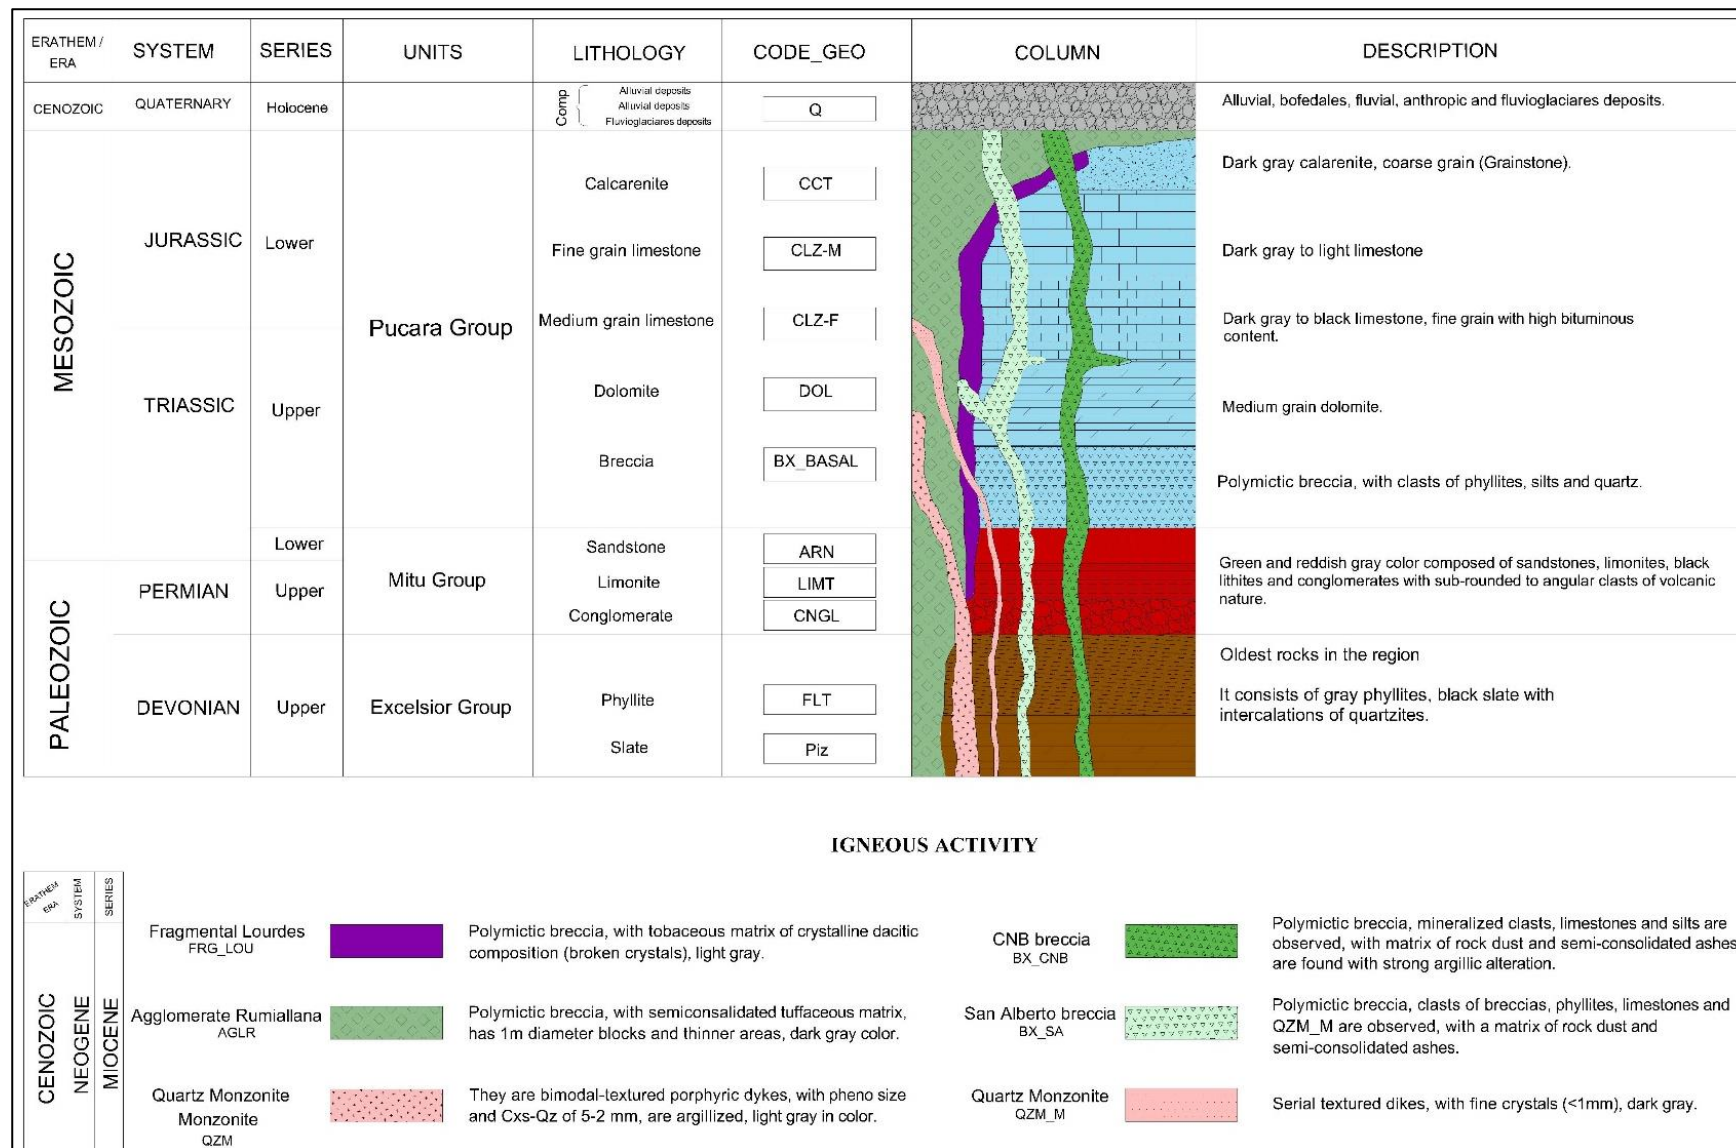 ERATHEM /
ERA
SYSTEM
SERIES
UNITS
LITHOLOGY
CODE_GEO
COLUMN
DESCRIPTION
CENOZOIC
QUATERNARY
Holocene
Comp
Alluvial deposits
Alluvial deposits
Fluvioglaciares deposits
Q
Alluvial, bofedales, fluvial, anthropic and fluvioglaciares deposits.
MESOZOIC
JURASSIC
Lower
Pucara Group
Calcarenite
CCT
Dark gray calarenite, coarse grain (Grainstone).
Fine grain limestone
CLZ-M
Dark gray to light limestone
Medium grain limestone
CLZ-F
Dark gray to black limestone, fine grain with high bituminous
content.
TRIASSIC
Upper
Dolomite
DOL
Medium grain dolomite.
Breccia
BX_BASAL
Polymictic breccia, with clasts of phyllites, silts and quartz.
Lower
Mitu Group
Sandstone
ARN
Green and reddish gray color composed of sandstones, limonites, black
lithites and conglomerates with sub-rounded to angular clasts of volcanic
nature.
PALEOZOIC
PERMIAN
Upper
Limonite
LIMT
Conglomerate
CNGL
DEVONIAN
Upper
Excelsior Group
Phyllite
FLT
Oldest rocks in the region
It consists of gray phyllites, black slate with
intercalations of quartzites.
Slate
Piz
IGNEOUS ACTIVITY
ERATHEM
ERA
SYSTEM
SERIES
CENOZOIC
NEOGENE
MIOCENE
Fragmental Lourdes
FRG_LOU
Polymictic breccia, with tobaceous matrix of crystalline dacitic
composition (broken crystals), light gray.
Agglomerate Rumiallana
AGLR
Polymictic breccia, with semiconsalidated tuffaceous matrix,
has 1m diameter blocks and thinner areas, dark gray color.
Quartz Monzonite
Monzonite
QZM
They are bimodal-textured porphyric dykes, with pheno size
and Cxs-Qz of 5-2 mm, are argillized, light gray in color.
CNB breccia
BX_CNB
Polymictic breccia, mineralized clasts, limestones and silts are
observed, with matrix of rock dust and semi-consolidated ashes
are found with strong argillic alteration.
San Alberto breccia
BX_SA
Polymictic breccia, clasts of breccias, phyllites, limestones and
QZM_M are observed, with a matrix of rock dust and
semi-consolidated ashes.
Quartz Monzonite
QZM_M
Serial textured dikes, with fine crystals (<1mm), dark gray.